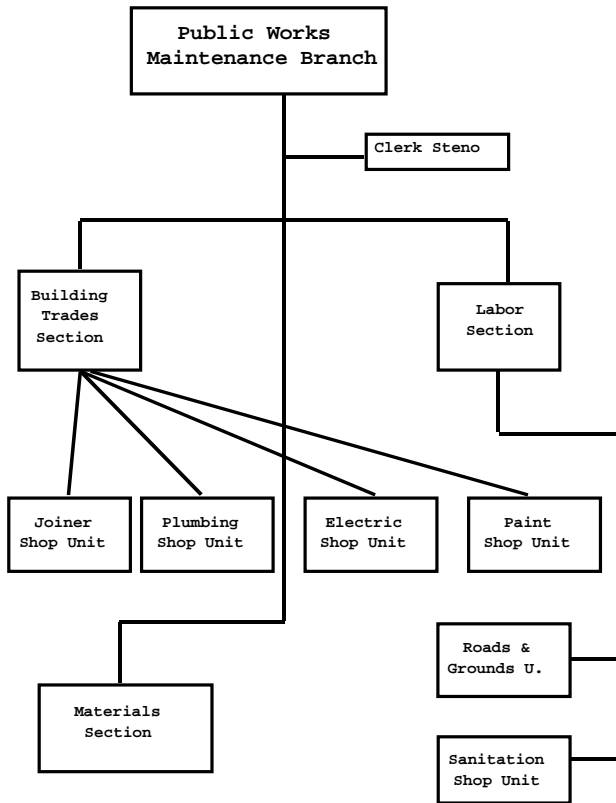 Public Works
Maintenance Branch
Clerk Steno
Building
Trades
Section
Labor
Section
Joiner
Shop Unit
Plumbing
Shop Unit
Electric
Shop Unit
Paint
Shop Unit
Roads &
Grounds U.
Materials
Section
Sanitation
Shop Unit